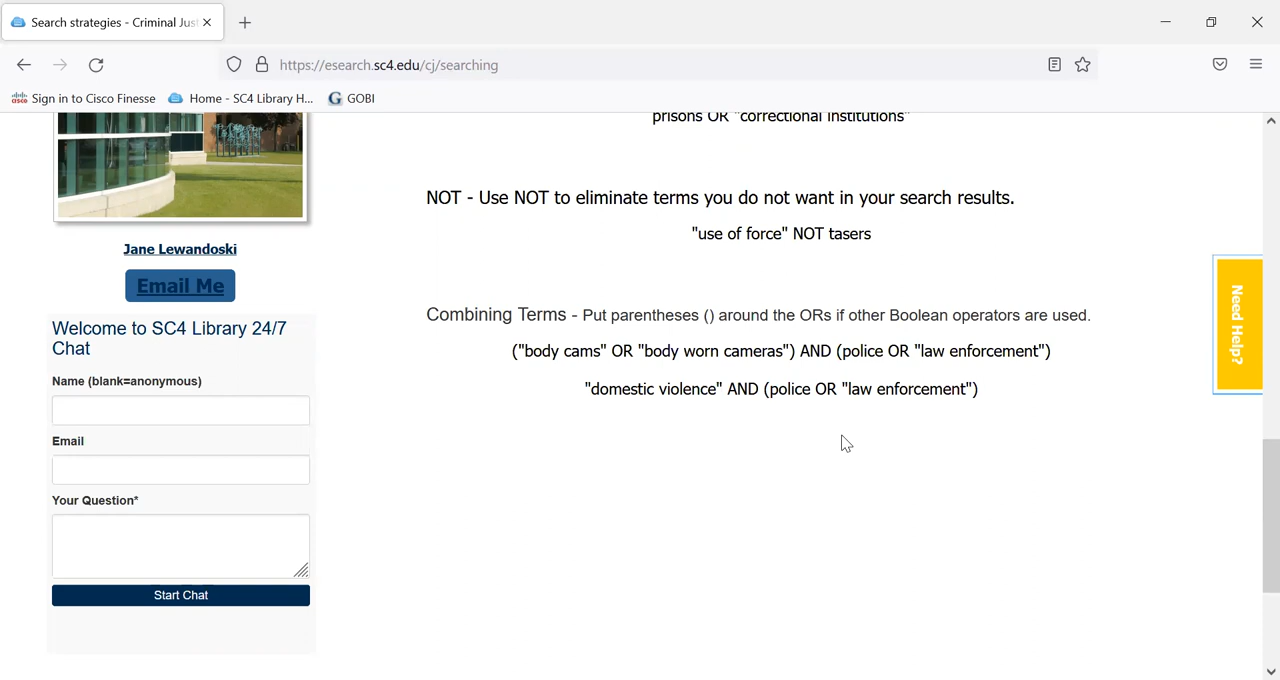 Search strategies - Criminal Jus
https://esearch.sc4.edu/cj/searching
Sign in to Cisco Finesse
Home - SC4 Library H...
GOBI
prisons OR "correctional institutions"
NOT - Use NOT to eliminate terms you do not want in your search results.
"use of force" NOT tasers
Combining Terms - Put parentheses () around the ORs if other Boolean operators are used.
("body cams" OR "body worn cameras") AND (police OR "law enforcement")
"domestic violence" AND (police OR "law enforcement")
Jane Lewandoski
Email Me
Welcome to SC4 Library 24/7
Chat
Name (blank=anonymous)
Email
Your Question*
Start Chat
Need Help?